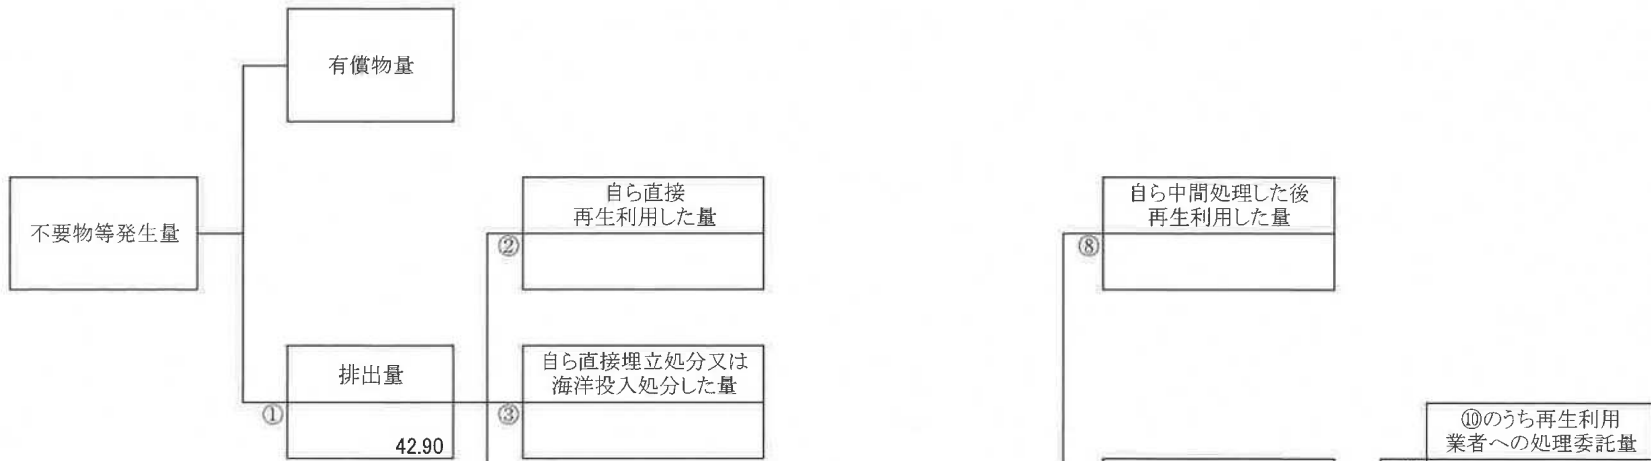 有償物量
不要物等発生量
自ら直接
再生利用した量
②
自ら中間処理した後
再生利用した量
⑧
排出量
①
42.90
自ら直接埋立処分又は
海洋投入処分した量
③
⑩のうち再生利用
業者への処理委託量